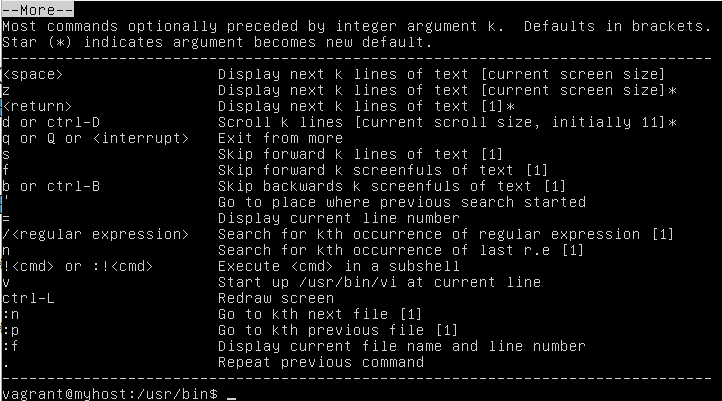 --More--
Most commands optionally preceded by integer argument k.  Defaults in brackets.
Star (*) indicates argument becomes new default.
-------------------------------------------------------------------------------
<space>                 Display next k lines of text [current screen size]
z                       Display next k lines of text [current screen size]*
<return>                Display next k lines of text [1]*
d or ctrl-D             Scroll k lines [current scroll size, initially 11]*
q or Q or <interrupt>   Exit from more
s                       Skip forward k lines of text [1]
f                       Skip forward k screenfuls of text [1]
b or ctrl-B             Skip backwards k screenfuls of text [1]
'                       Go to place where previous search started
=                       Display current line number
/<regular expression>   Search for kth occurrence of regular expression [1]
n                       Search for kth occurrence of last r.e [1]
!<cmd> or :!<cmd>       Execute <cmd> in a subshell
v                       Start up /usr/bin/vi at current line
ctrl-L                  Redraw screen
:n                      Go to kth next file [1]
:p                      Go to kth previous file [1]
:f                      Display current file name and line number
.                       Repeat previous command
-------------------------------------------------------------------------------
vagrant@myhost:/usr/bin$ _